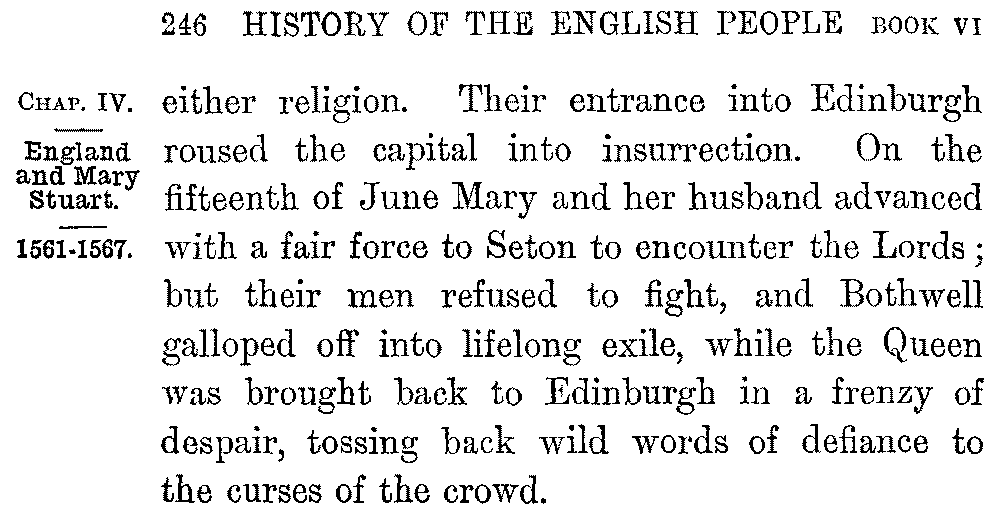 246 HISTORY OF THE ENGLISH PEOPLE BOOK VI
CHAP. IV.
England
and Mary
Stuart.
1561-1567.
either religion. Their entrance into Edinburgh
roused the capital into insurrection. On the
fifteenth of June Mary and her husband advanced
with a fair force to Seton to encounter the Lords;
but their men refused to fight, and Bothwell
galloped off into lifelong exile, while the Queen
was brought back to Edinburgh in a frenzy of
despair, tossing back wild words of defiance to
the curses of the crowd.